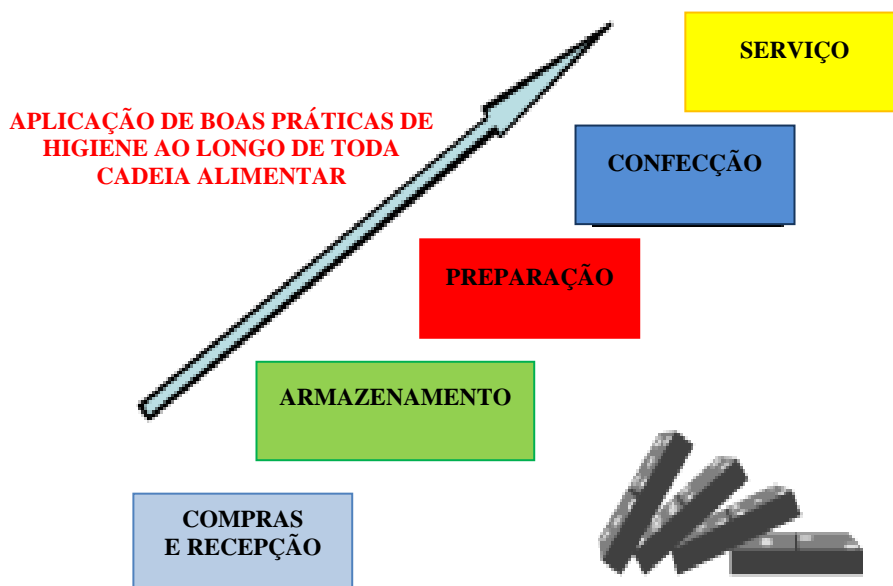 SERVIÇO
APLICAÇÃO DE BOAS PRÁTICAS DE
HIGIENE AO LONGO DE TODA
CADEIA ALIMENTAR
CONFECÇÃO
PREPARAÇÃO
ARMAZENAMENTO
COMPRAS
E RECEPÇÃO